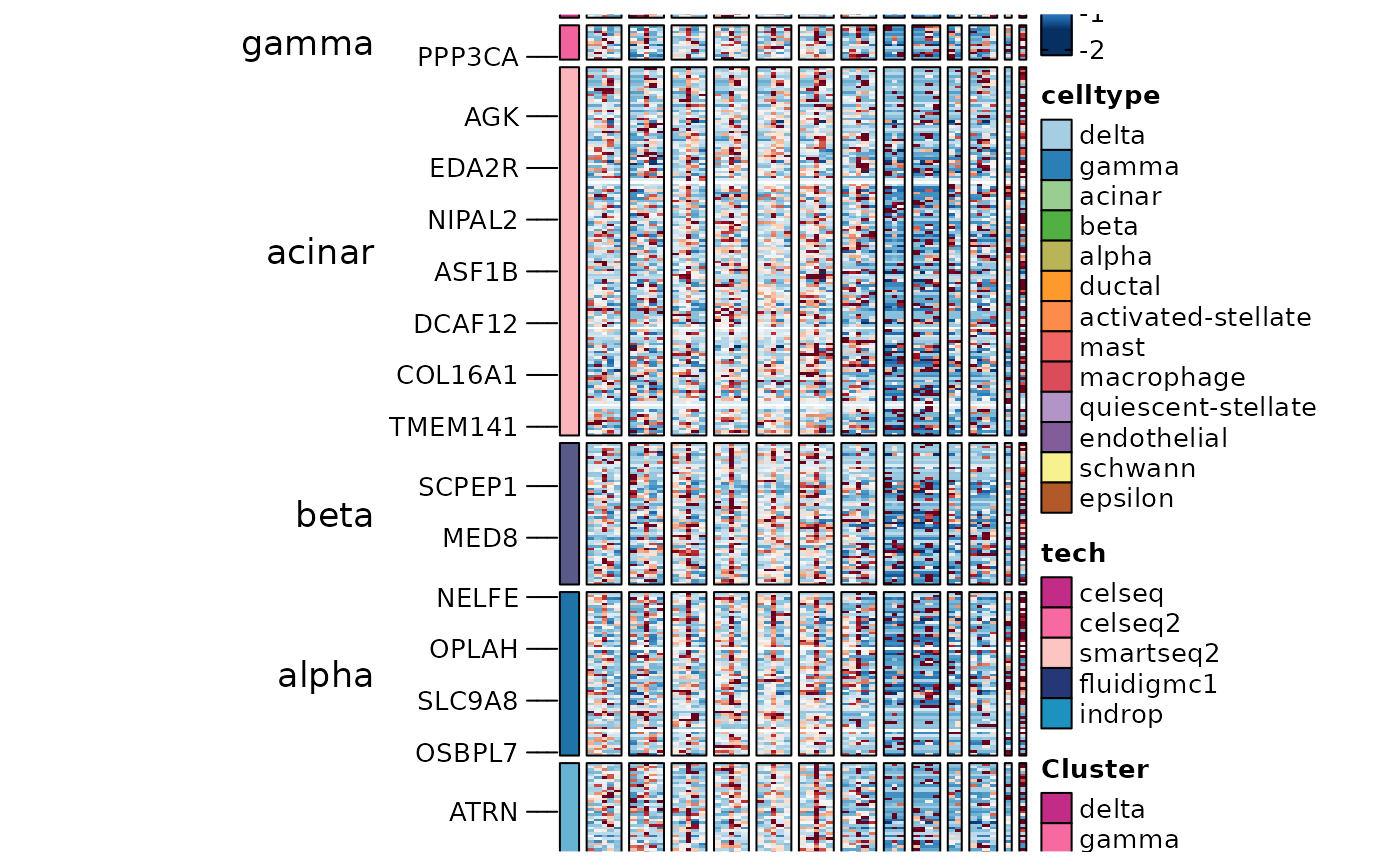 gamma
PPP3CA
AGK
EDA2R
NIPAL2
acinar
ASF1B
DCAF12
COL16A1
TMEM141
SCPEP1
beta
MED8
NELFE
OPLAH
alpha
SLC9A8
OSBPL7
ATRN
-1
-2
celltype
delta
gamma
acinar
beta
alpha
ductal
activated-stellate
mast
macrophage
quiescent-stellate
endothelial
schwann
epsilon
tech
celseq
celseq2
smartseq2
fluidigmc1
indrop
Cluster
delta
gamma